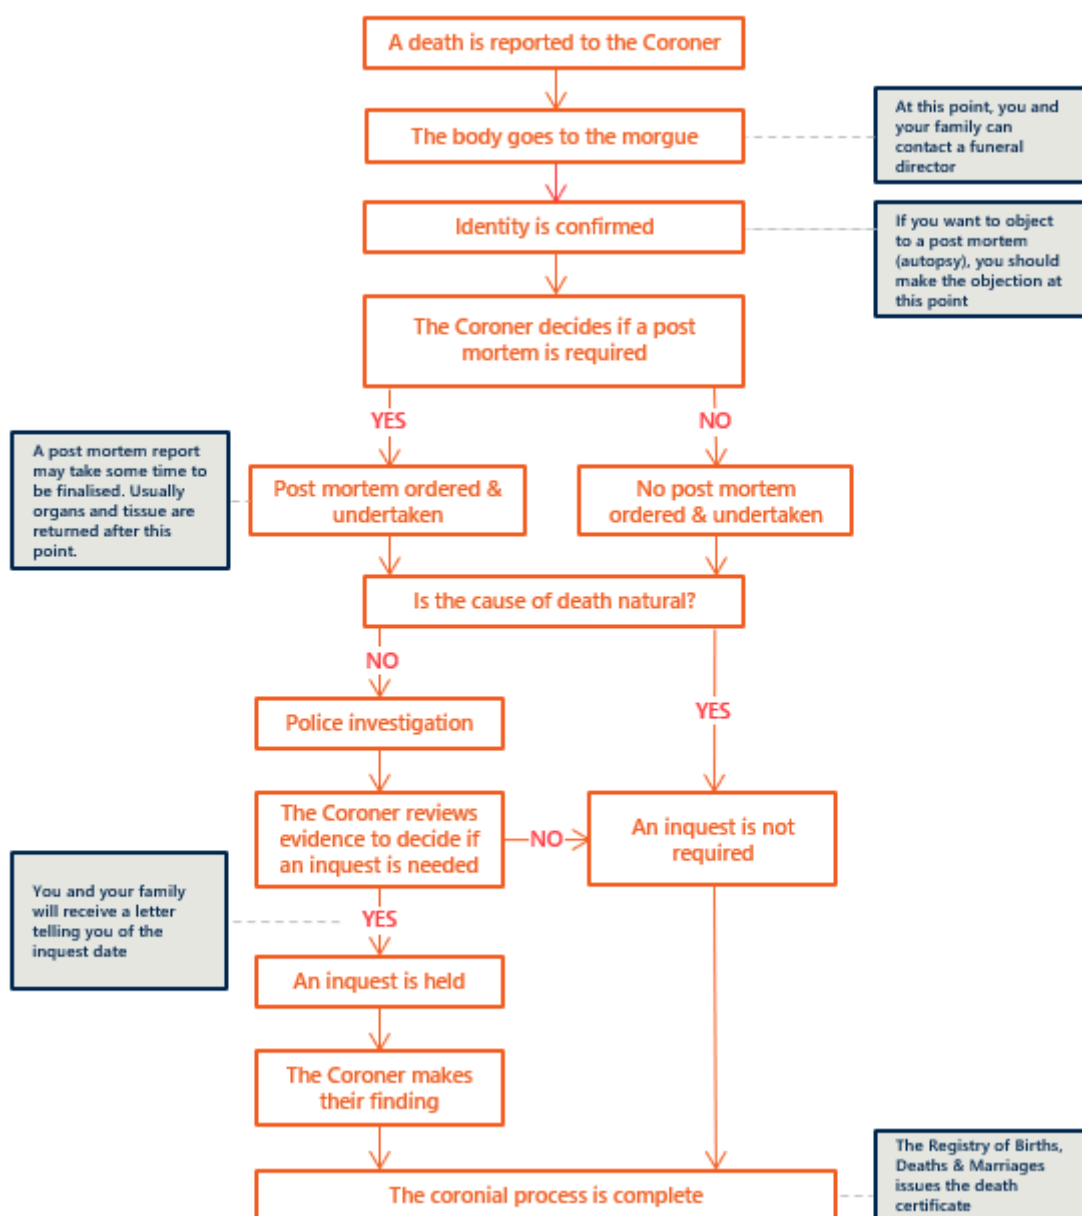 A death is reported to the Coroner
The body goes to the morgue
At this point, you and
your family can
contact a funeral
director
Identity is confirmed
If you want to object
to a post mortem
(autopsy), you should
make the objection at
this point
The Coroner decides if a post
mortem is required
YES
NO
A post mortem report
may take some time to
be finalised. Usually
organs and tissue are
returned after this
point.
Post mortem ordered &
undertaken
No post mortem
ordered & undertaken
Is the cause of death natural?
NO
YES
Police investigation
The Coroner reviews
evidence to decide if
an inquest is needed
NO
An inquest is not
required
You and your family
will receive a letter
telling you of the
inquest date
YES
An inquest is held
The Coroner makes
their finding
The coronial process is complete
The Registry of Births,
Deaths & Marriages
issues the death
certificate